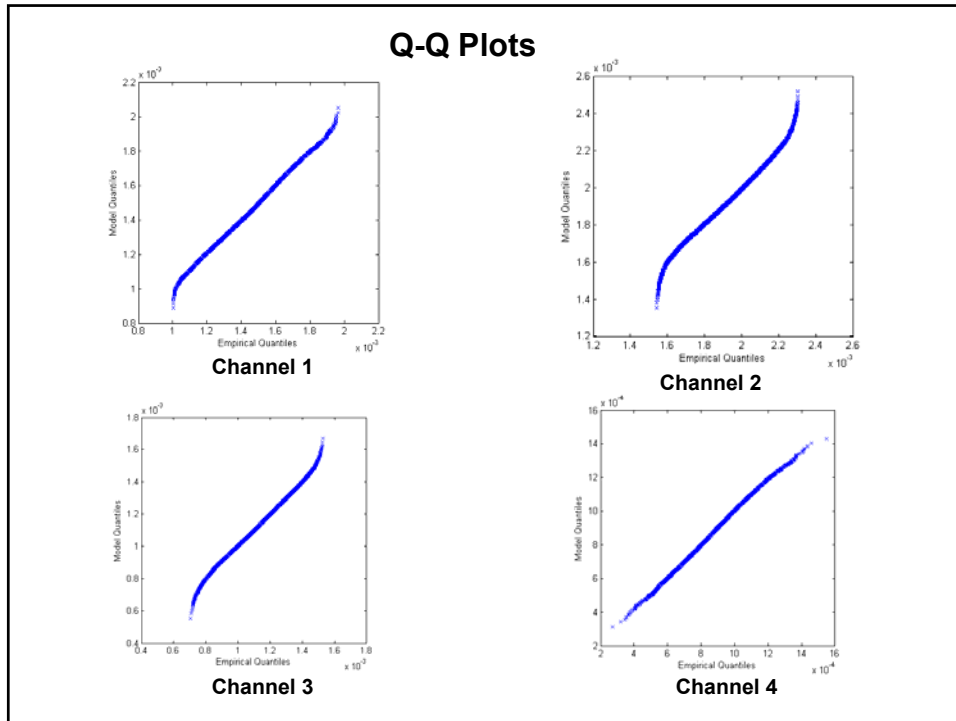 Q-Q Plots
x 10⁻³
2.2
2
1.8
1.6
1.4
1.2
1
0.8
Model Quantiles
0.8 1 1.2 1.4 1.6 1.8 2 2.2
Empirical Quantiles
x 10⁻³
Channel 1
x 10⁻³
2.6
2.4
2.2
2
1.8
1.6
1.4
1.2
Model Quantiles
1.2 1.4 1.6 1.8 2 2.2 2.4 2.6
Empirical Quantiles
x 10⁻³
Channel 2
x 10⁻³
1.8
1.6
1.4
1.2
1
0.8
0.6
0.4
Model Quantiles
0.4 0.6 0.8 1 1.2 1.4 1.6 1.8
Empirical Quantiles
x 10⁻³
Channel 3
x 10⁻⁴
16
14
12
10
8
6
4
2
Model Quantiles
2 4 6 8 10 12 14 16
Empirical Quantiles
x 10⁻⁴
Channel 4